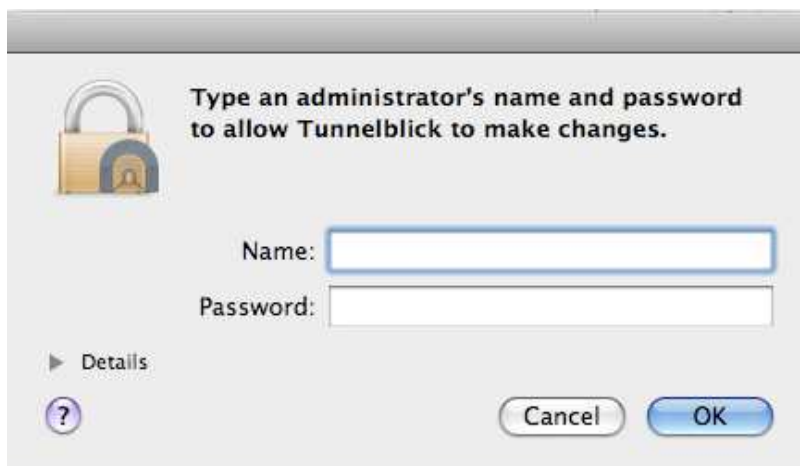 Type an administrator's name and password
to allow Tunnelblick to make changes.
Name:
Password:
Details
?
Cancel
OK